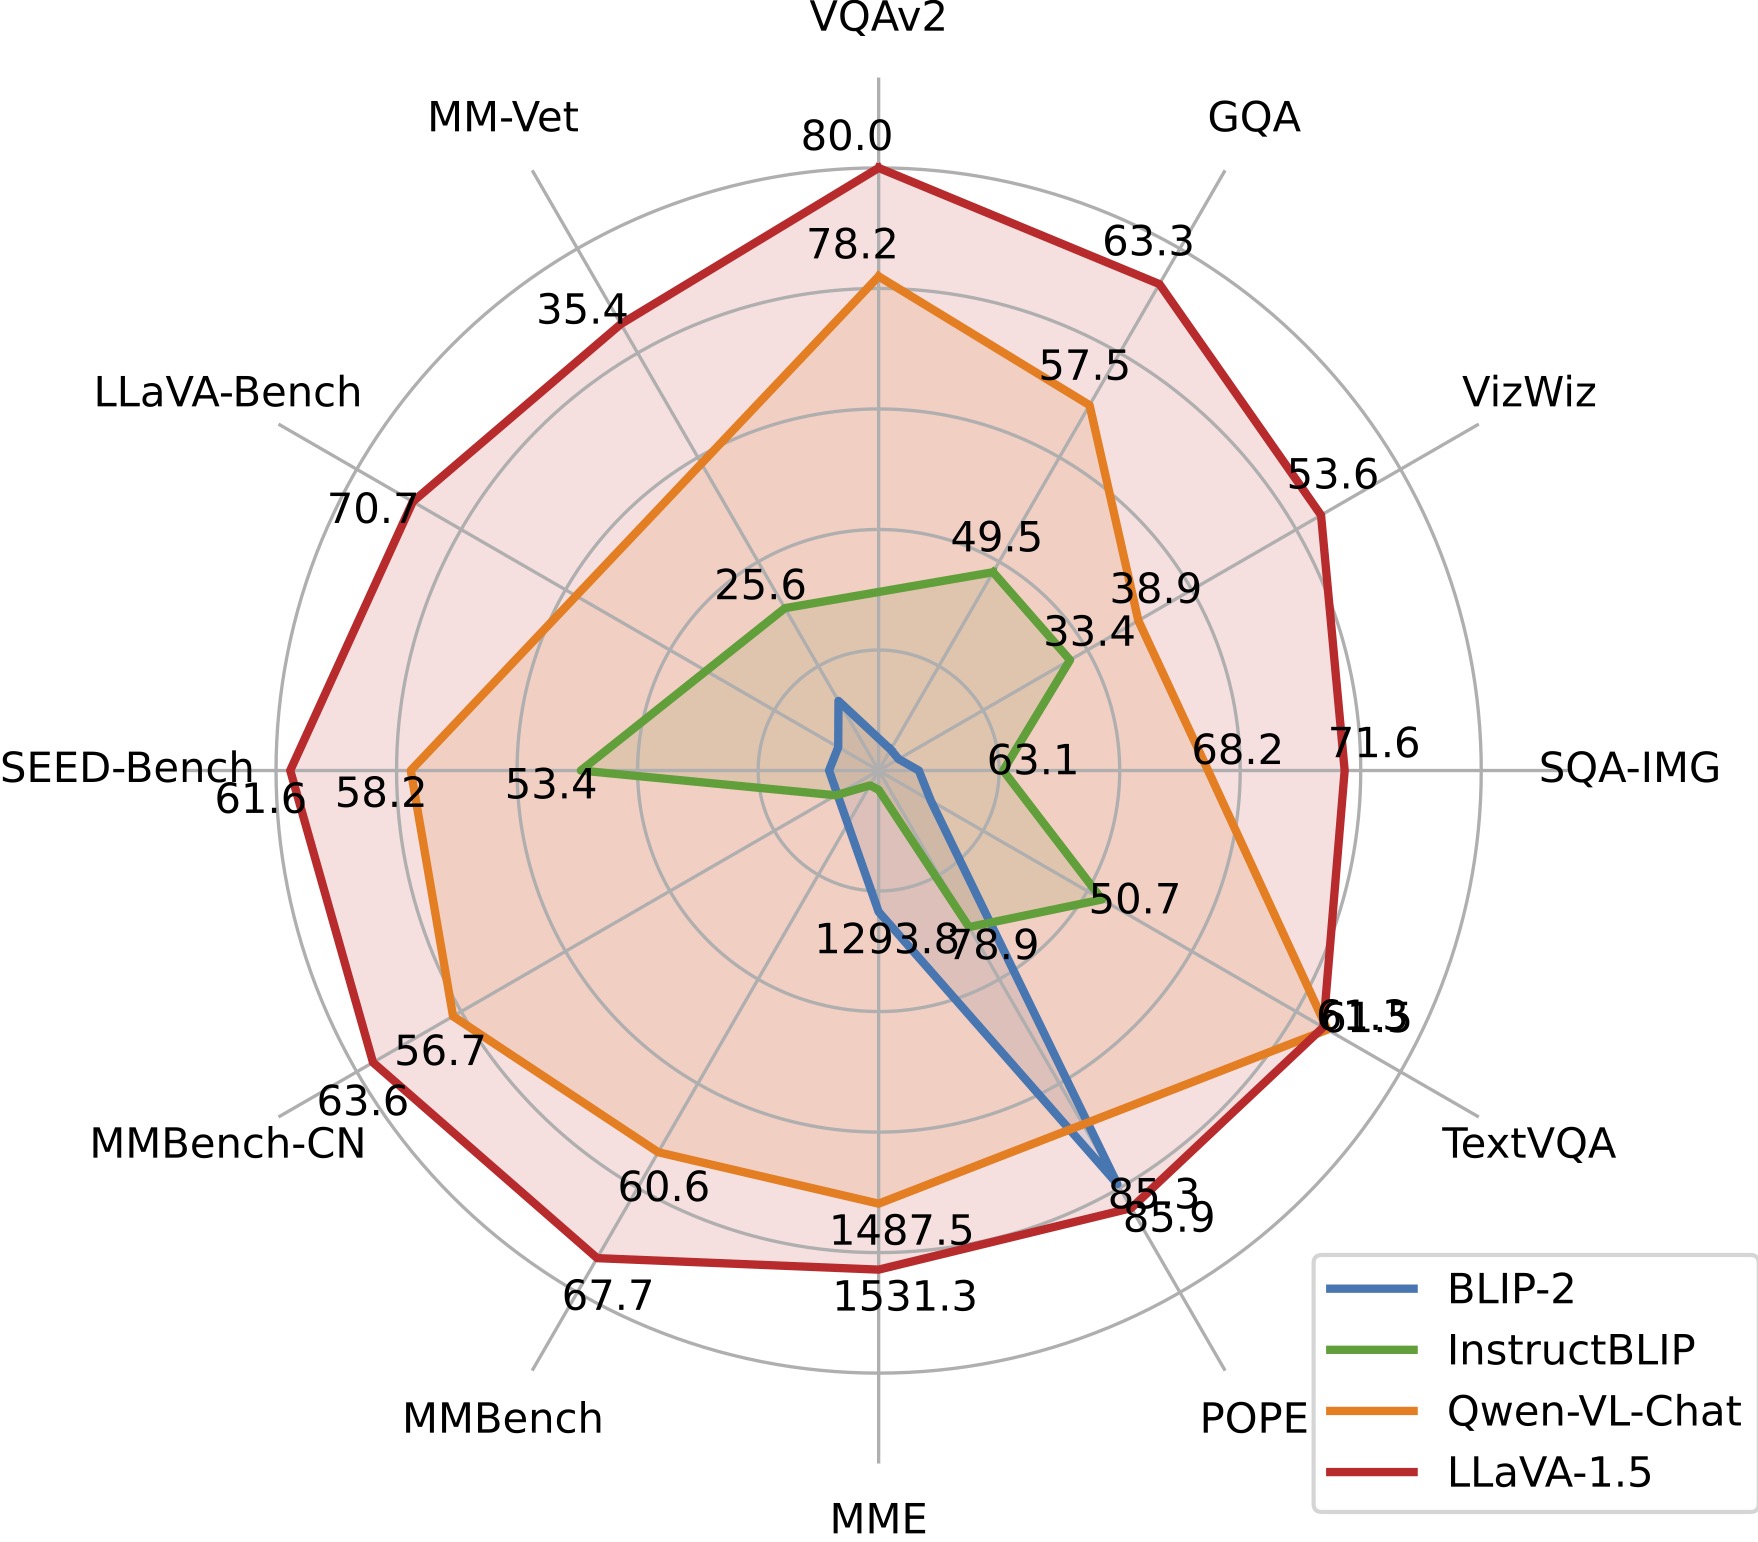 VQAv2
MM-Vet
GQA
80.0
78.2
63.3
35.4
57.5
LLaVA-Bench
VizWiz
70.7
53.6
49.5
25.6
38.9
33.4
SEED-Bench
61.6
58.2
53.4
63.1
68.2
71.6
SQA-IMG
50.7
1293.8
78.9
61.5
61.3
56.7
63.6
MMBench-CN
TextVQA
60.6
85.3
85.9
1487.5
67.7
1531.3
MMBench
POPE
MME
BLIP-2
InstructBLIP
Qwen-VL-Chat
LLaVA-1.5